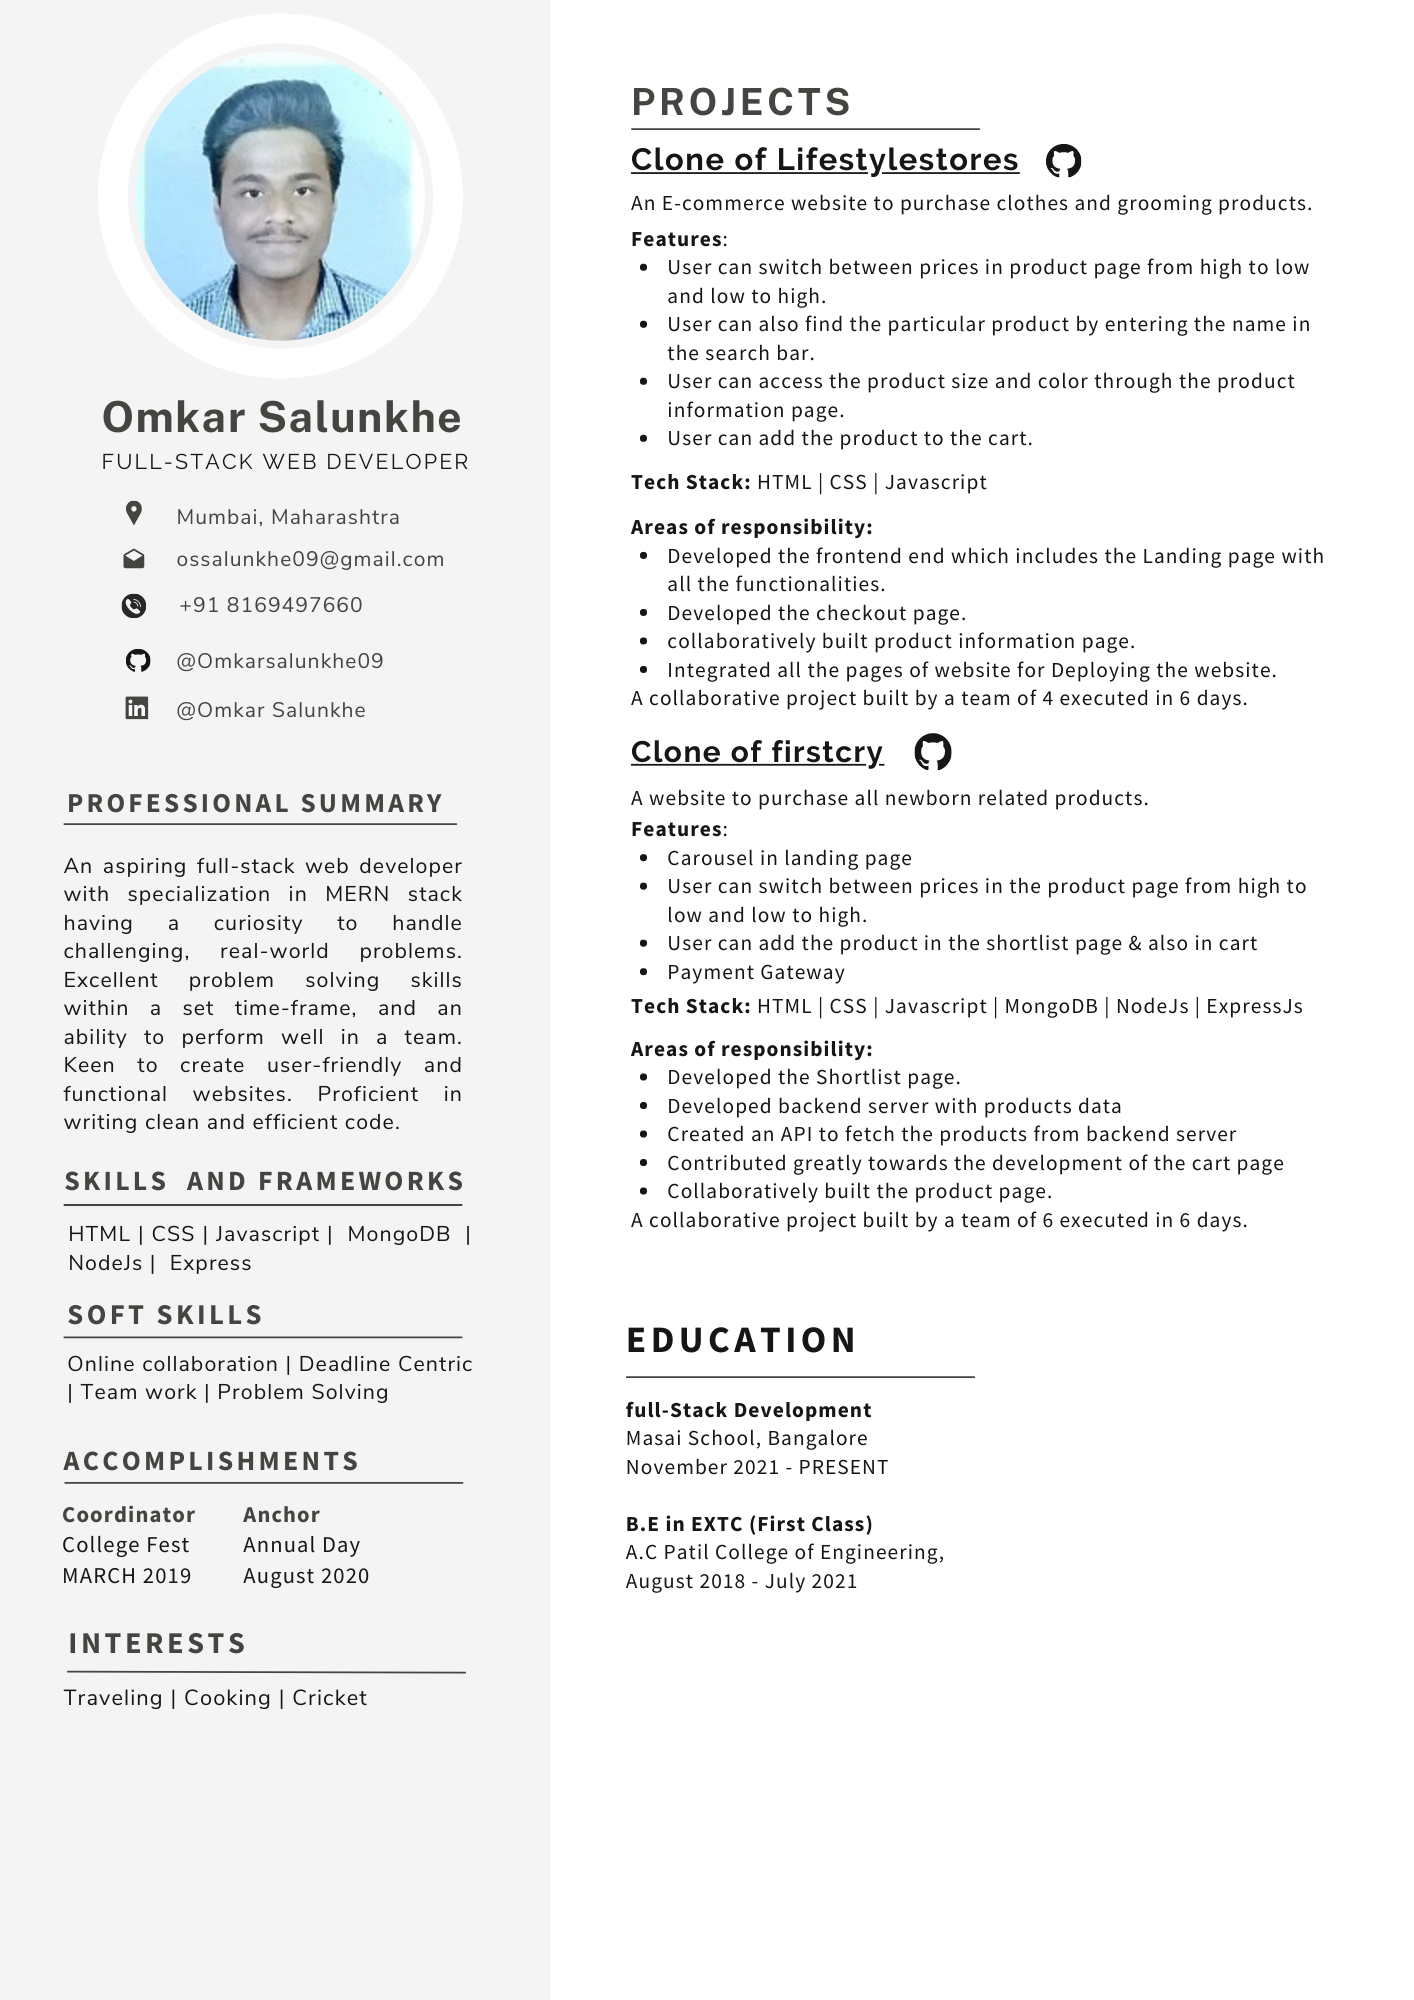 Omkar Salunkhe
FULL-STACK WEB DEVELOPER
Mumbai, Maharashtra
ossalunkhe09@gmail.com
+91 8169497660
@Omkarsalunkhe09
@Omkar Salunkhe
PROFESSIONAL SUMMARY
An aspiring full-stack web developer
with specialization in MERN stack
having a curiosity to handle
challenging, real-world problems.
Excellent problem solving skills
within a set time-frame, and an
ability to perform well in a team.
Keen to create user-friendly and
functional websites. Proficient in
writing clean and efficient code.
SKILLS AND FRAMEWORKS
HTML | CSS | Javascript | MongoDB |
NodeJs | Express
SOFT SKILLS
Online collaboration | Deadline Centric
| Team work | Problem Solving
ACCOMPLISHMENTS
Coordinator
College Fest
MARCH 2019
Anchor
Annual Day
August 2020
INTERESTS
Traveling | Cooking | Cricket
PROJECTS
Clone of Lifestylestores
An E-commerce website to purchase clothes and grooming products.
Features:
• User can switch between prices in product page from high to low
and low to high.
• User can also find the particular product by entering the name in
the search bar.
• User can access the product size and color through the product
information page.
• User can add the product to the cart.
Tech Stack: HTML | CSS | Javascript
Areas of responsibility:
• Developed the frontend end which includes the Landing page with
all the functionalities.
• Developed the checkout page.
• collaboratively built product information page.
• Integrated all the pages of website for Deploying the website.
A collaborative project built by a team of 4 executed in 6 days.
Clone of firstcry
A website to purchase all newborn related products.
Features:
• Carousel in landing page
• User can switch between prices in the product page from high to
low and low to high.
• User can add the product in the shortlist page & also in cart
• Payment Gateway
Tech Stack: HTML | CSS | Javascript | MongoDB | NodeJs | ExpressJs
Areas of responsibility:
• Developed the Shortlist page.
• Developed backend server with products data
• Created an API to fetch the products from backend server
• Contributed greatly towards the development of the cart page
• Collaboratively built the product page.
A collaborative project built by a team of 6 executed in 6 days.
EDUCATION
full-Stack Development
Masai School, Bangalore
November 2021 - PRESENT
B.E in EXTC (First Class)
A.C Patil College of Engineering,
August 2018 - July 2021